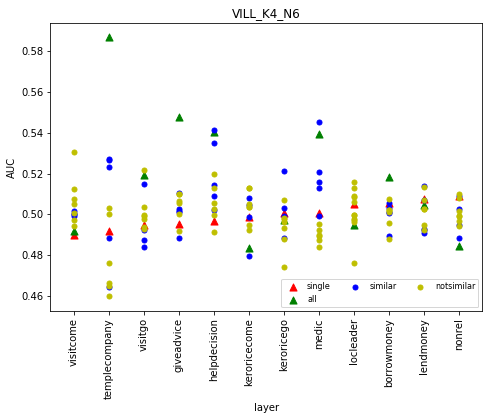 VILL_K4_N6
AUC
0.58
0.56
0.54
0.52
0.50
0.48
0.46
single
similar
notsimilar
all
visitcome
templecompany
visitgo
giveadvice
helpdecision
keroricecome
keroricego
medic
locleader
borrowmoney
lendmoney
nonrel
layer